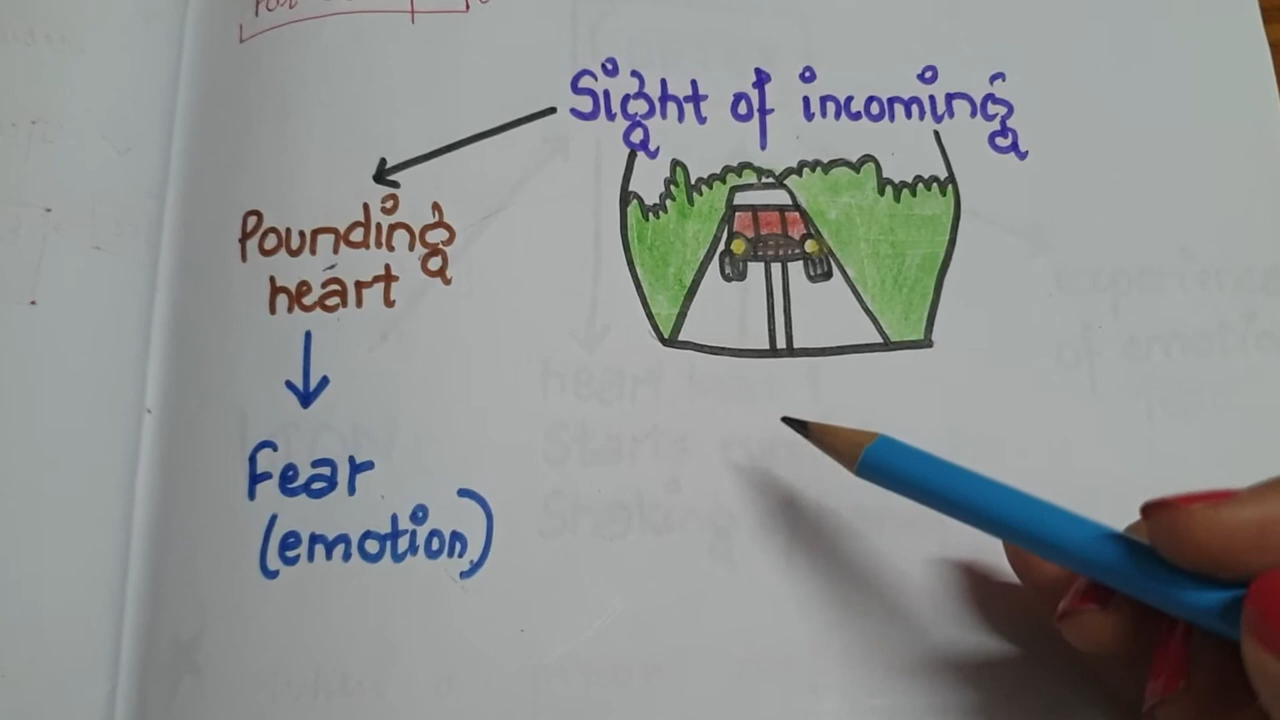 Sight of incoming
Pounding
heart
Fear
(emotion)